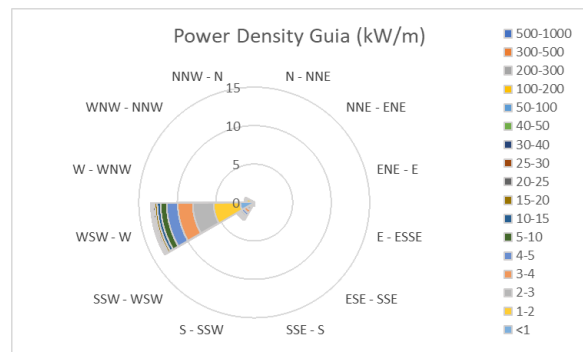 Power Density Guia (kW/m)
NNW - N
N - NNE
WNW - NNW
NNE - ENE
W - WNW
ENE - E
WSW - W
E - ESSE
SSW - WSW
ESE - SSE
S - SSW
SSE - S
15
10
5
0
500-1000
300-500
200-300
100-200
50-100
40-50
30-40
25-30
20-25
15-20
10-15
5-10
4-5
3-4
2-3
1-2
<1